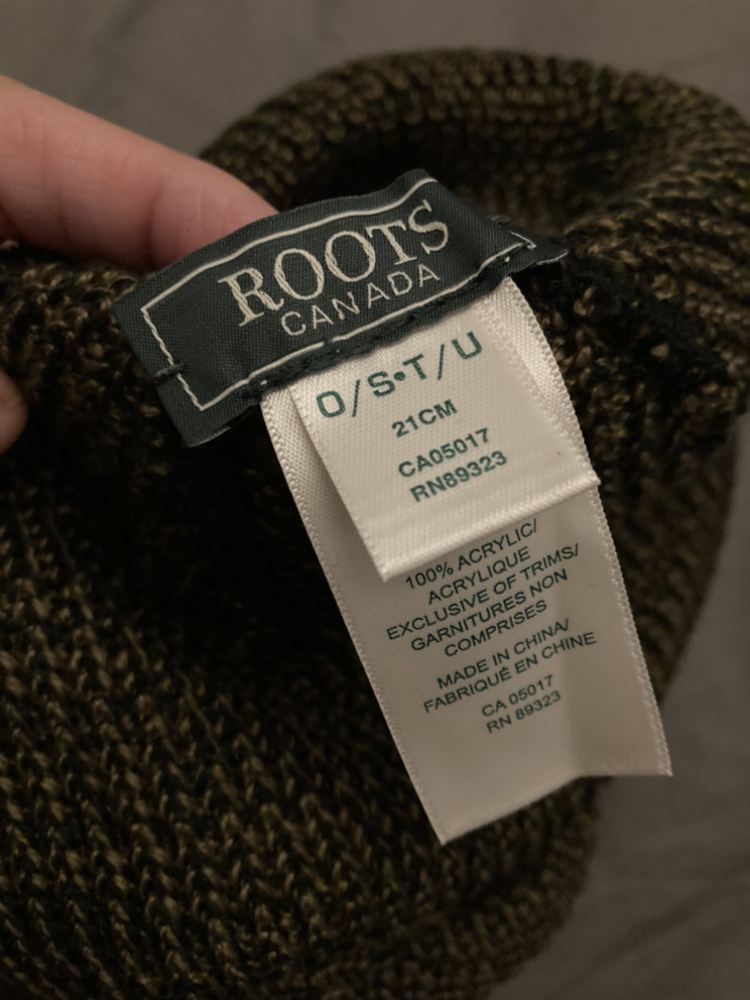 ROOTS
CANADA
O/S•T/U
21CM
CA05017
RN89323
100% ACRYLIC/
ACRYLIQUE
EXCLUSIVE OF TRIMS/
GARNITURES NON
COMPRISES
MADE IN CHINA/
FABRIQUÉ EN CHINE
CA 05017
RN 89323